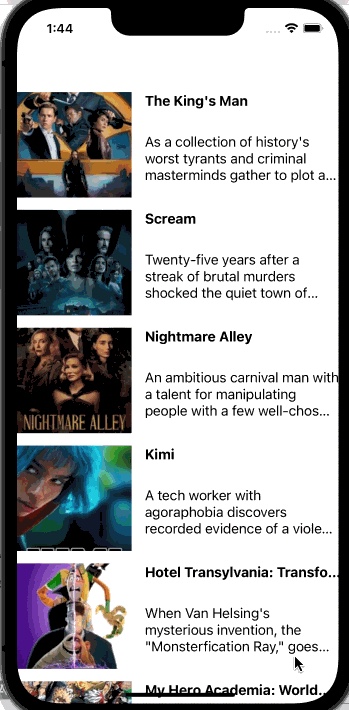 1:44
The King's Man
As a collection of history's
worst tyrants and criminal
masterminds gather to plot a...
Scream
Twenty-five years after a
streak of brutal murders
shocked the quiet town of...
Nightmare Alley
An ambitious carnival man with
a talent for manipulating
people with a few well-chos...
NIGHTMARE ALLEY
Kimi
A tech worker with
agoraphobia discovers
recorded evidence of a viole...
Hotel Transylvania: Transfo...
When Van Helsing's
mysterious invention, the
"Monsterfication Ray," goes...
My Hero Academia: World...